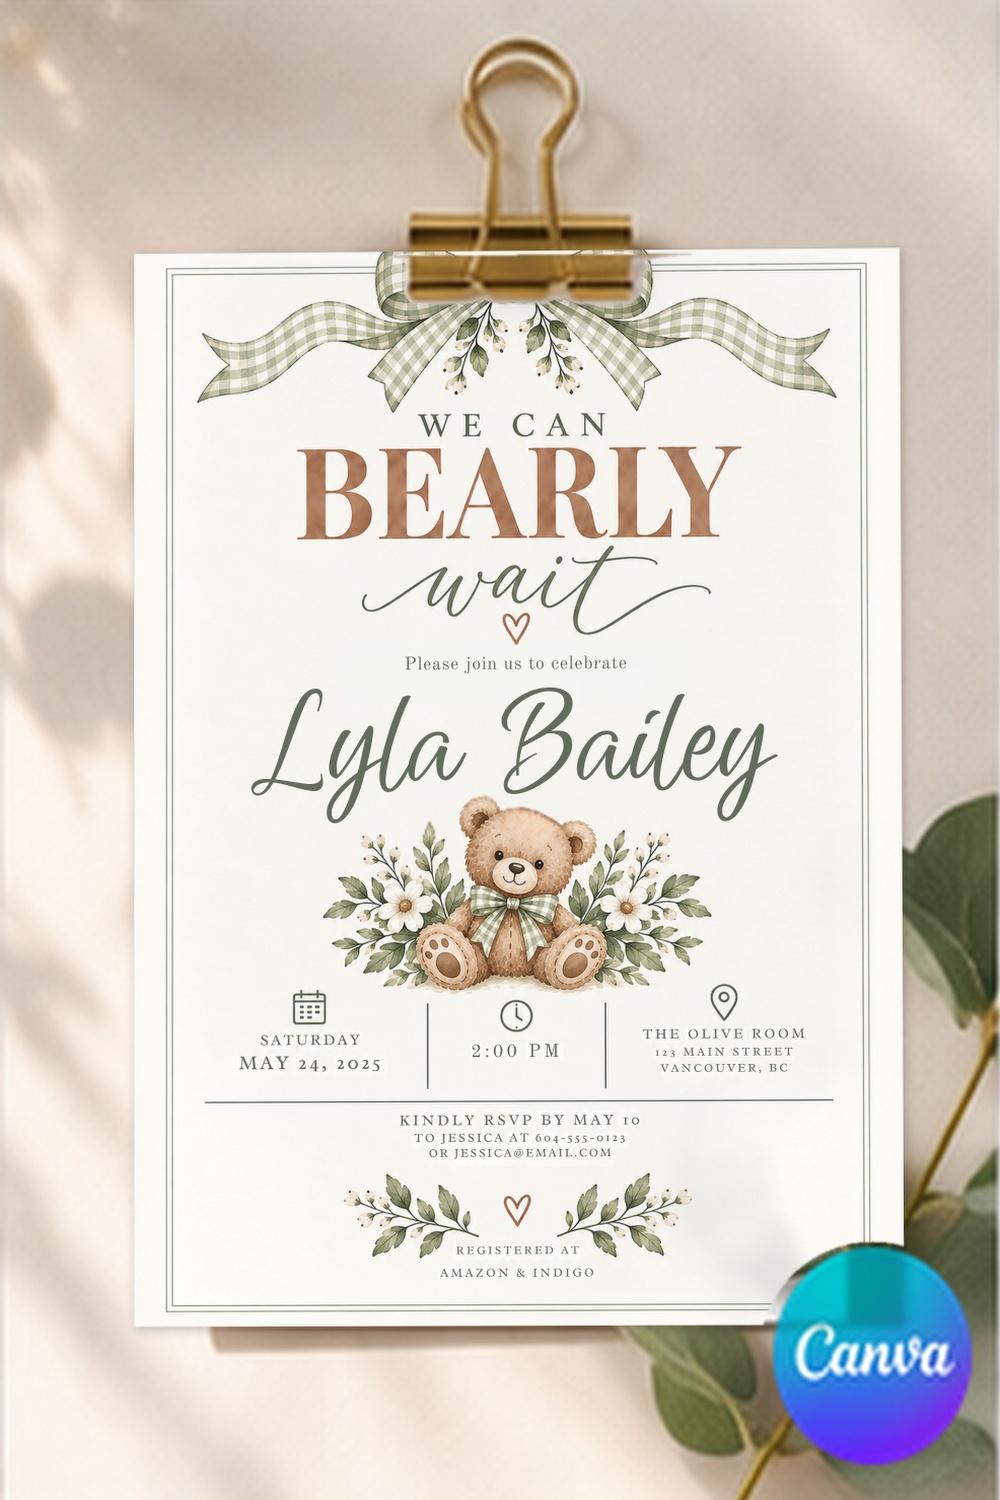 WE CAN
BEARLY
wait
Please join us to celebrate
Lyla Bailey
SATURDAY
MAY 24, 2025
2:00 PM
THE OLIVE ROOM
123 MAIN STREET
VANCOUVER, BC
KINDLY RSVP BY MAY 10
TO JESSICA AT 604-555-0123
OR JESSICA@EMAIL.COM
REGISTERED AT
AMAZON & INDIGO
Canva